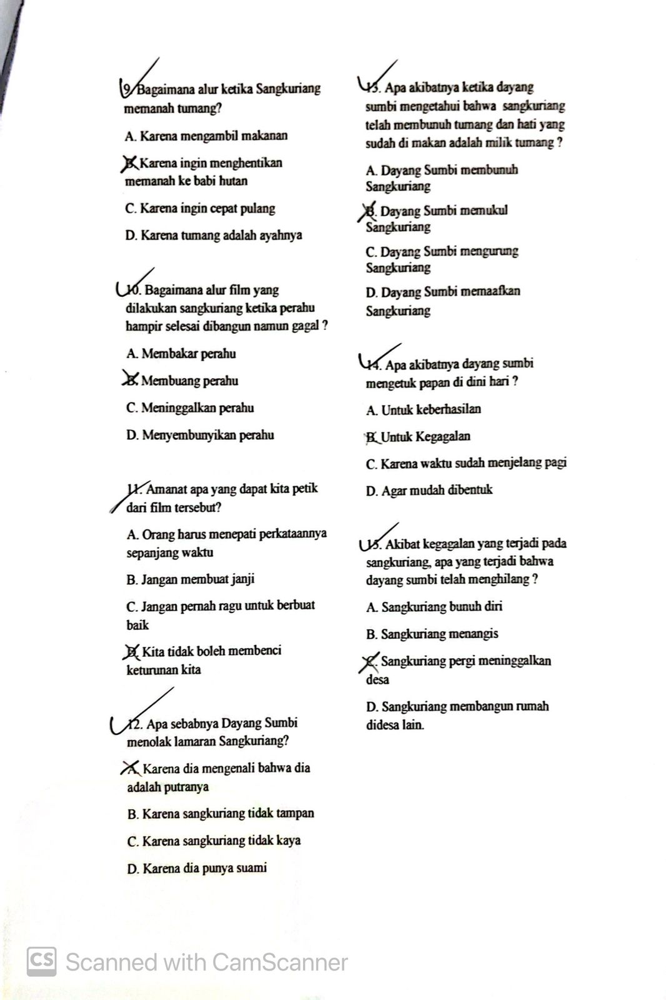 9. Bagaimana alur ketika Sangkuriang
memanah tumang?
A. Karena mengambil makanan
B. Karena ingin menghentikan
memanah ke babi hutan
C. Karena ingin cepat pulang
D. Karena tumang adalah ayahnya
10. Bagaimana alur film yang
dilakukan sangkuriang ketika perahu
hampir selesai dibangun namun gagal ?
A. Membakar perahu
B. Membuang perahu
C. Meninggalkan perahu
D. Menyembunyikan perahu
11. Amanat apa yang dapat kita petik
dari film tersebut?
A. Orang harus menepati perkataannya
sepanjang waktu
B. Jangan membuat janji
C. Jangan pernah ragu untuk berbuat
baik
D. Kita tidak boleh membenci
keturunan kita
12. Apa sebabnya Dayang Sumbi
menolak lamaran Sangkuriang?
A. Karena dia mengenali bahwa dia
adalah putranya
B. Karena sangkuriang tidak tampan
C. Karena sangkuriang tidak kaya
D. Karena dia punya suami
13. Apa akibatnya ketika dayang
sumbi mengetahui bahwa sangkuriang
telah membunuh tumang dan hati yang
sudah di makan adalah milik tumang ?
A. Dayang Sumbi membunuh
Sangkuriang
B. Dayang Sumbi memukul
Sangkuriang
C. Dayang Sumbi mengurung
Sangkuriang
D. Dayang Sumbi memaafkan
Sangkuriang
14. Apa akibatnya dayang sumbi
mengetuk papan di dini hari ?
A. Untuk keberhasilan
B. Untuk Kegagalan
C. Karena waktu sudah menjelang pagi
D. Agar mudah dibentuk
15. Akibat kegagalan yang terjadi pada
sangkuriang, apa yang terjadi bahwa
dayang sumbi telah menghilang ?
A. Sangkuriang bunuh diri
B. Sangkuriang menangis
C. Sangkuriang pergi meninggalkan
desa
D. Sangkuriang membangun rumah
didesa lain.
CS Scanned with CamScanner